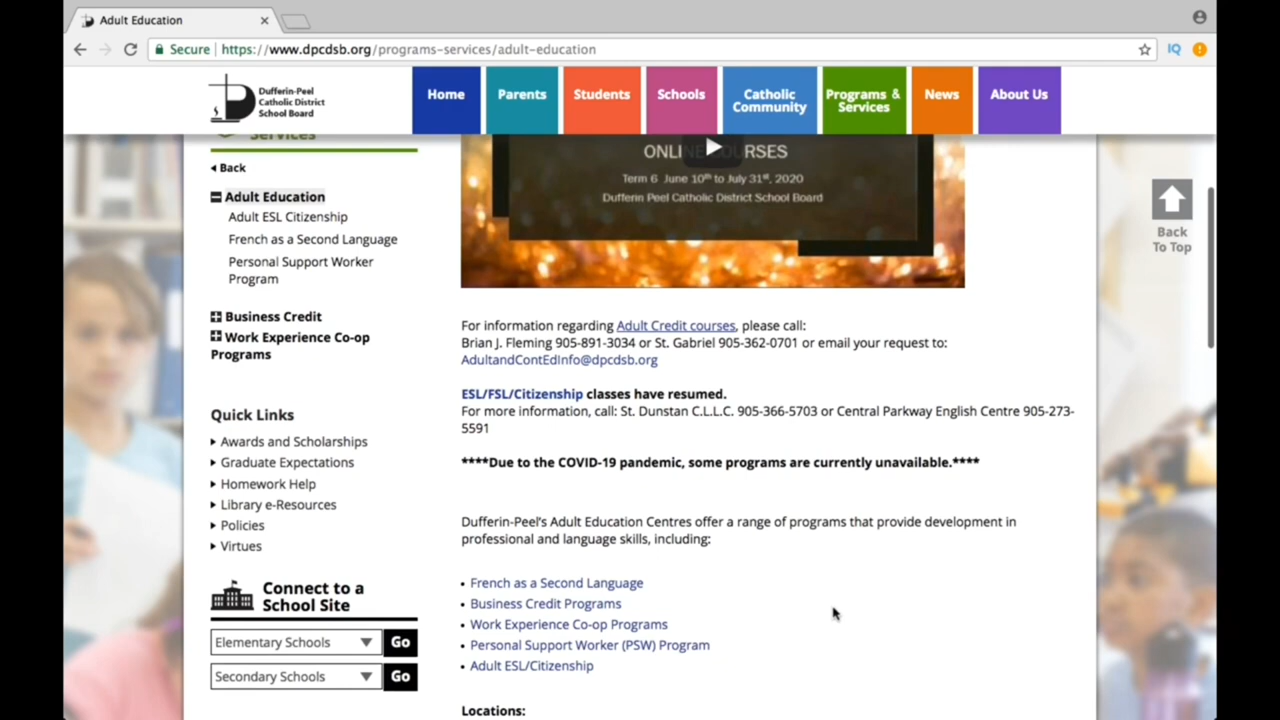 Adult Education
Secure
https://www.dpcdsb.org/programs-services/adult-education
IQ
Dufferin-Peel
Catholic District
School Board
Home
Parents
Students
Schools
Catholic
Community
Programs &
Services
News
About Us
Services
Back
Adult Education
Adult ESL Citizenship
French as a Second Language
Personal Support Worker
Program
Business Credit
Work Experience Co-op
Programs
Quick Links
Awards and Scholarships
Graduate Expectations
Homework Help
Library e-Resources
Policies
Virtues
Connect to a
School Site
Elementary Schools
Go
Secondary Schools
Go
ONLINE COURSES
Term 6 June 10th to July 31st, 2020
Dufferin Peel Catholic District School Board
For information regarding Adult Credit courses, please call:
Brian J. Fleming 905-891-3034 or St. Gabriel 905-362-0701 or email your request to:
AdultandContEdInfo@dpcdsb.org
ESL/FSL/Citizenship classes have resumed.
For more information, call: St. Dunstan C.L.L.C. 905-366-5703 or Central Parkway English Centre 905-273-
5591
****Due to the COVID-19 pandemic, some programs are currently unavailable.****
Dufferin-Peel's Adult Education Centres offer a range of programs that provide development in
professional and language skills, including:
• French as a Second Language
• Business Credit Programs
• Work Experience Co-op Programs
• Personal Support Worker (PSW) Program
• Adult ESL/Citizenship
Locations:
Back
To Top